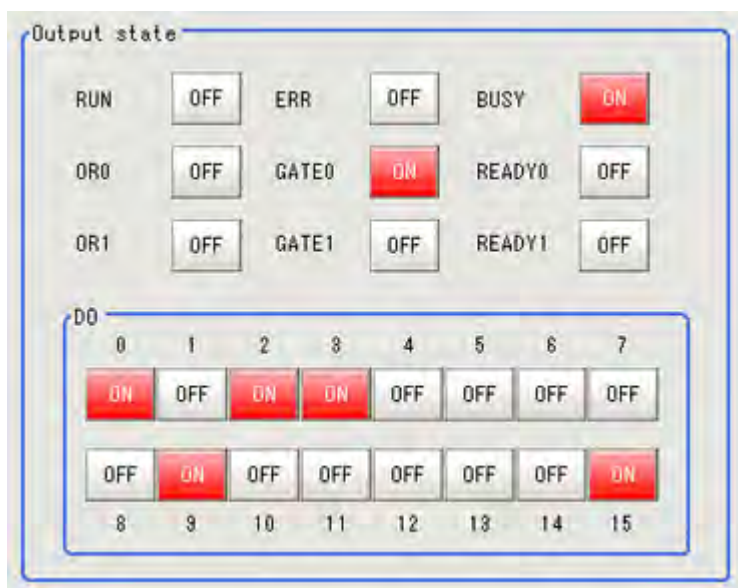 Output state
RUN OFF ERR OFF BUSY ON
OR0 OFF GATE0 ON READY0 OFF
OR1 OFF GATE1 OFF READY1 OFF
DO
0 1 2 3 4 5 6 7
ON OFF ON ON OFF OFF OFF OFF
OFF ON OFF OFF OFF OFF OFF ON
8 9 10 11 12 13 14 15